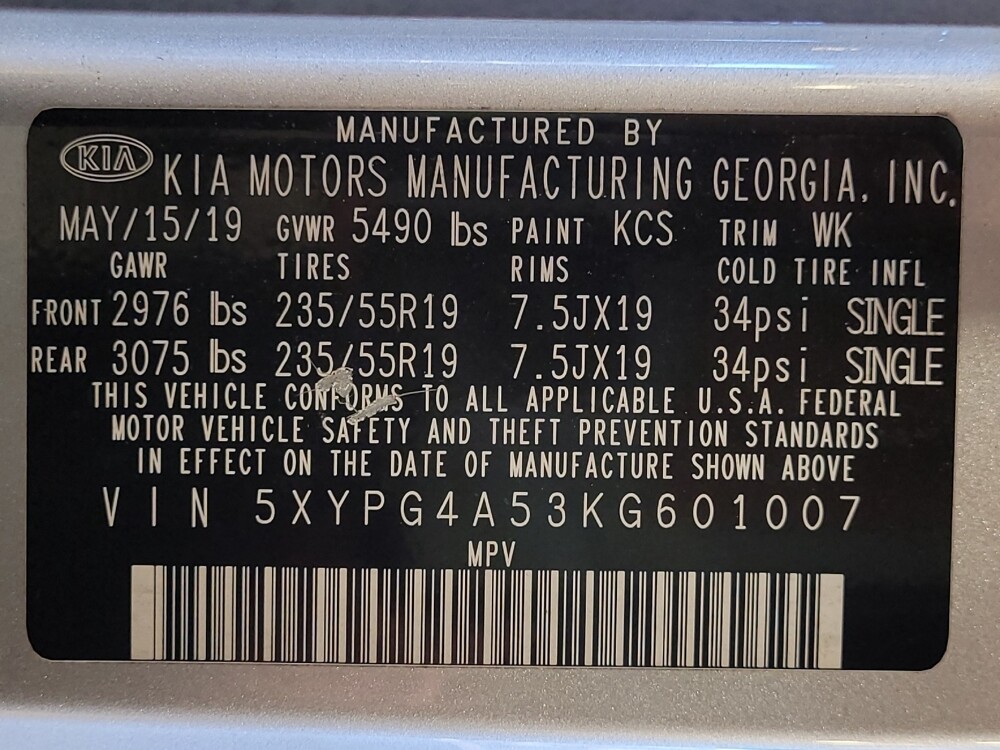 MANUFACTURED BY
KIA KIA MOTORS MANUFACTURING GEORGIA, INC.
MAY/15/19 GVWR 5490 lbs PAINT KCS TRIM WK
GAWR TIRES RIMS COLD TIRE INFL
FRONT 2976 lbs 235/55R19 7.5JX19 34psi SINGLE
REAR 3075 lbs 235/55R19 7.5JX19 34psi SINGLE
THIS VEHICLE CONFORMS TO ALL APPLICABLE U.S.A. FEDERAL
MOTOR VEHICLE SAFETY AND THEFT PREVENTION STANDARDS
IN EFFECT ON THE DATE OF MANUFACTURE SHOWN ABOVE
VIN 5XYPG4A53KG601007
MPV